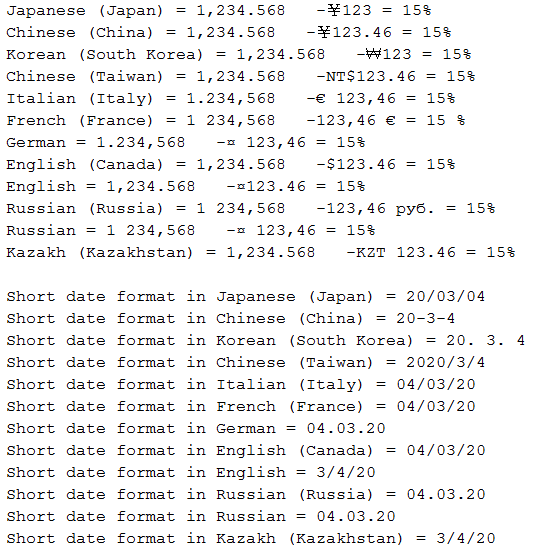 Japanese (Japan) = 1,234.568   -¥123 = 15%
Chinese (China) = 1,234.568   -¥123.46 = 15%
Korean (South Korea) = 1,234.568   -₩123 = 15%
Chinese (Taiwan) = 1,234.568   -NT$123.46 = 15%
Italian (Italy) = 1.234,568   -€ 123,46 = 15%
French (France) = 1 234,568   -123,46 € = 15 %
German = 1.234,568   -¤ 123,46 = 15%
English (Canada) = 1,234.568   -$123.46 = 15%
English = 1,234.568   -¤123.46 = 15%
Russian (Russia) = 1 234,568   -123,46 руб. = 15%
Russian = 1 234,568   -¤ 123,46 = 15%
Kazakh (Kazakhstan) = 1,234.568   -KZT 123.46 = 15%

Short date format in Japanese (Japan) = 20/03/04
Short date format in Chinese (China) = 20-3-4
Short date format in Korean (South Korea) = 20. 3. 4
Short date format in Chinese (Taiwan) = 2020/3/4
Short date format in Italian (Italy) = 04/03/20
Short date format in French (France) = 04/03/20
Short date format in German = 04.03.20
Short date format in English (Canada) = 04/03/20
Short date format in English = 3/4/20
Short date format in Russian (Russia) = 04.03.20
Short date format in Russian = 04.03.20
Short date format in Kazakh (Kazakhstan) = 3/4/20